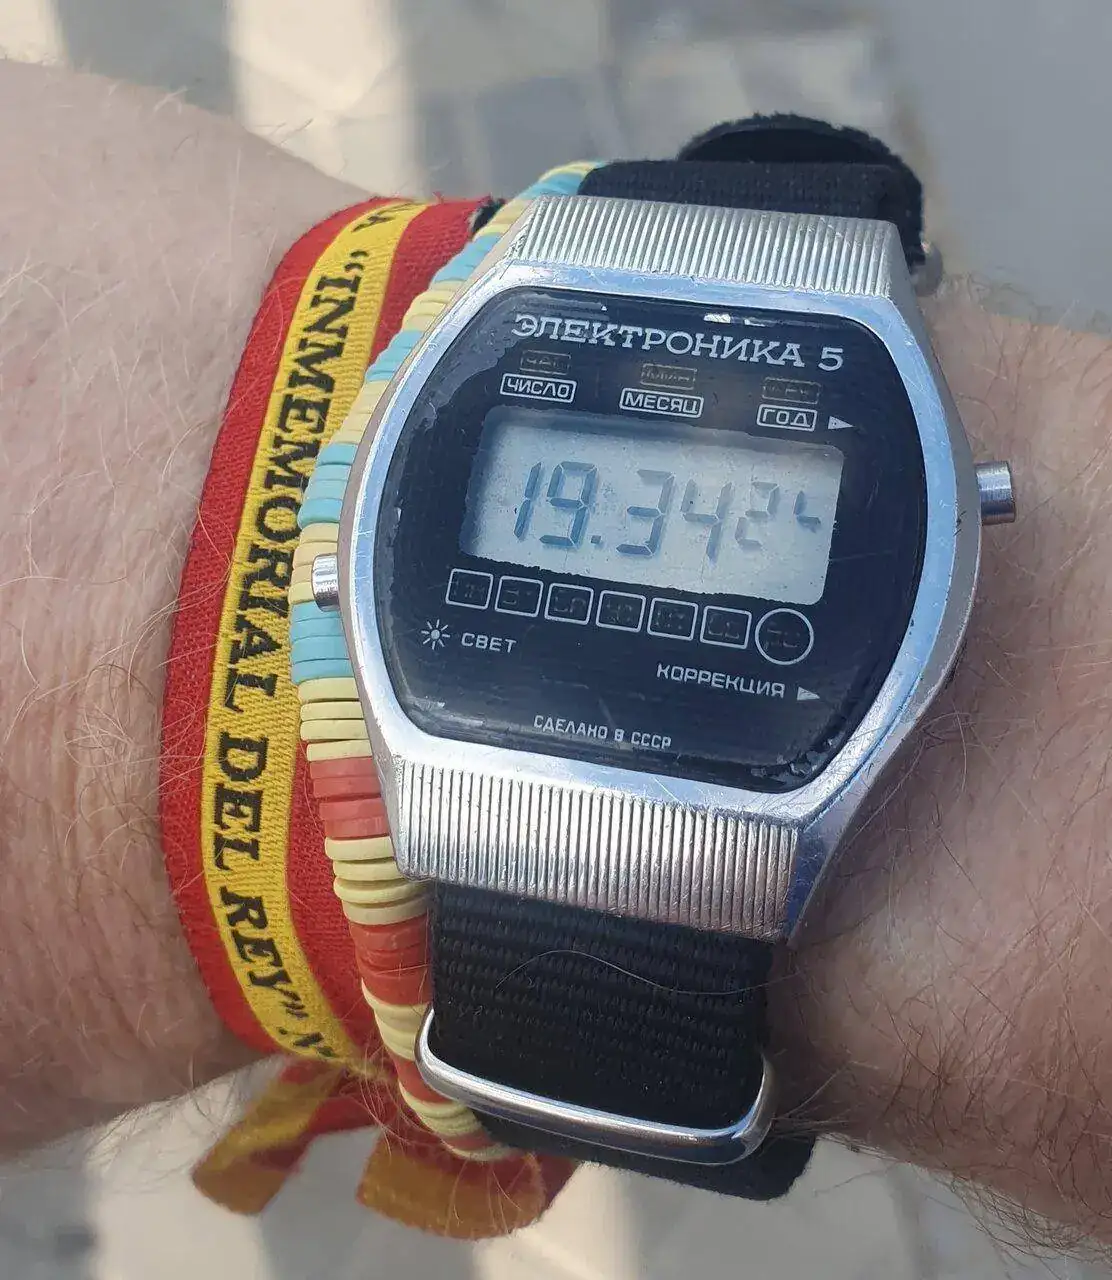 ЭЛЕКТРОНИКА 5
ЧИСЛО МЕСЯЦ ГОД
19.34
СВЕТ
КОРРЕКЦИЯ
СДЕЛАНО В СССР
"INMEMORIAL DEL REY"